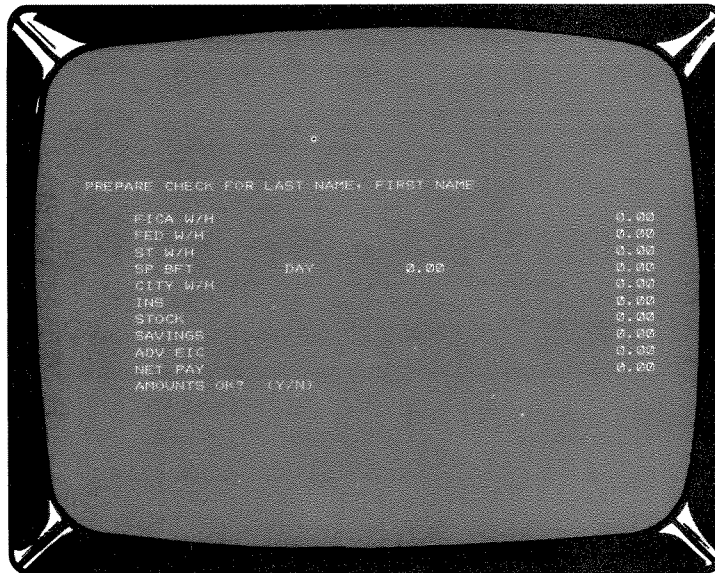 PREPARE CHECK FOR LAST NAME, FIRST NAME
FICA W/H 0.00
FED W/H 0.00
ST W/H 0.00
SP BFT DAY 0.00 0.00
CITY W/H 0.00
INS 0.00
STOCK 0.00
SAVINGS 0.00
ADV EIC 0.00
NET PAY 0.00
AMOUNTS OK? (Y/N)